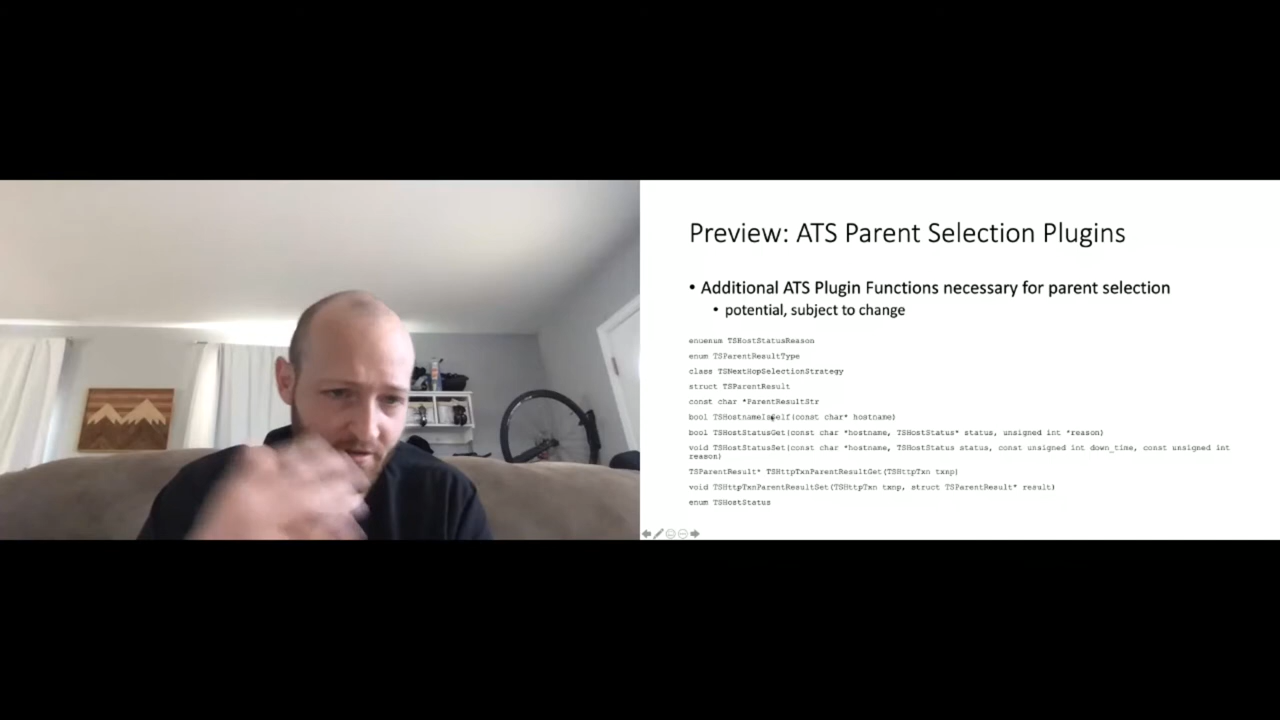 Preview: ATS Parent Selection Plugins
• Additional ATS Plugin Functions necessary for parent selection
• potential, subject to change
enuenum TSHostStatusReason
enum TSParentResultType
class TSNextHopSelectionStrategy
struct TSParentResult
const char *ParentResultStr
bool TSHostnameIsSelf(const char* hostname)
bool TSHostStatusGet(const char *hostname, TSHostStatus* status, unsigned int *reason)
void TSHostStatusSet(const char *hostname, TSHostStatus status, const unsigned int down_time, const unsigned int
reason)
TSParentResult* TSHttpTxnParentResultGet(TSHttpTxn txnp)
void TSHttpTxnParentResultSet(TSHttpTxn txnp, struct TSParentResult* result)
enum TSHostStatus